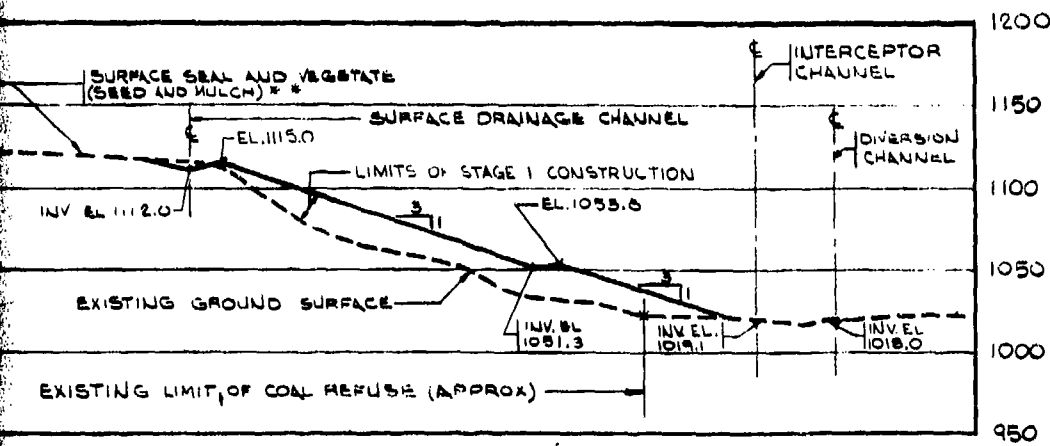 1200
℄
INTERCEPTOR
CHANNEL
SURFACE SEAL AND VEGETATE
(SEED AND MULCH) * *
1150
℄
SURFACE DRAINAGE CHANNEL
℄
EL.1115.0
DIVERSION
CHANNEL
LIMITS OF STAGE I CONSTRUCTION
1100
INV. EL 1112.0
3
1
EL.1053.8
1050
3
1
EXISTING GROUND SURFACE
INV. EL
1051.3
INV. EL.
1019.1
INV. EL
1018.0
1000
EXISTING LIMIT OF COAL REFUSE (APPROX)
950